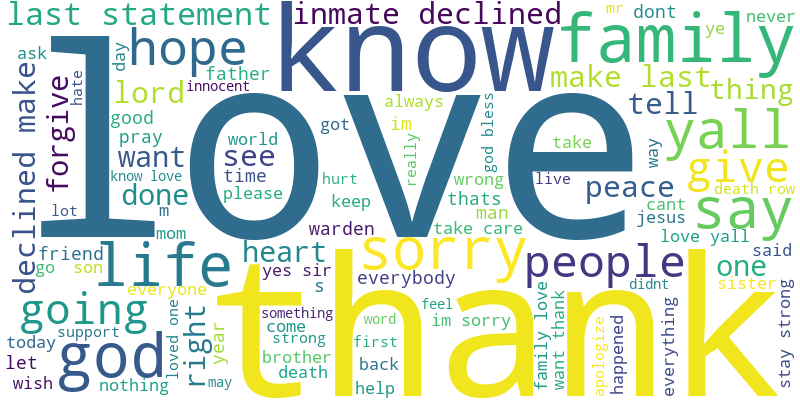 last statement
inmate declined
mr
dont
never
ask
day
hope
know
family
ye
father
make last
thing
hate
innocent
lord
always
tell
declined make
forgive
good
pray
got
im
god bless
yall
love
world
really
take
way
want
see
time
know love
please
hurt
keep
wrong
live
peace
give
death row
lot
done
m
thats
man
cant
say
jesus
mom
warden
take care
love yall
friend
life
heart
sorry
people
said
go
son
yes sir
everybody
one
s
everyone
didnt
sister
going
thank
something
feel
family love
want thank
stay strong
loved one
right
year
come
word
im sorry
apologize
happened
everything
today
support
god
strong
first
let
brother
back
wish
nothing
may
death
help